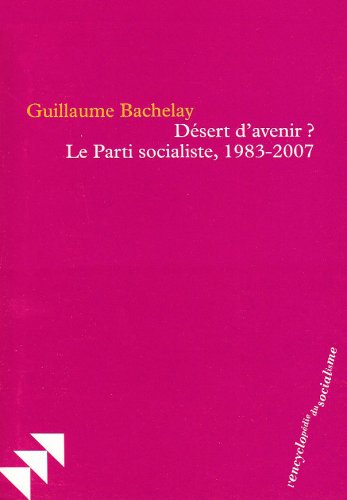 Guillaume Bachelay
Désert d'avenir ?
Le Parti socialiste, 1983-2007
l'encyclopédie du socialisme